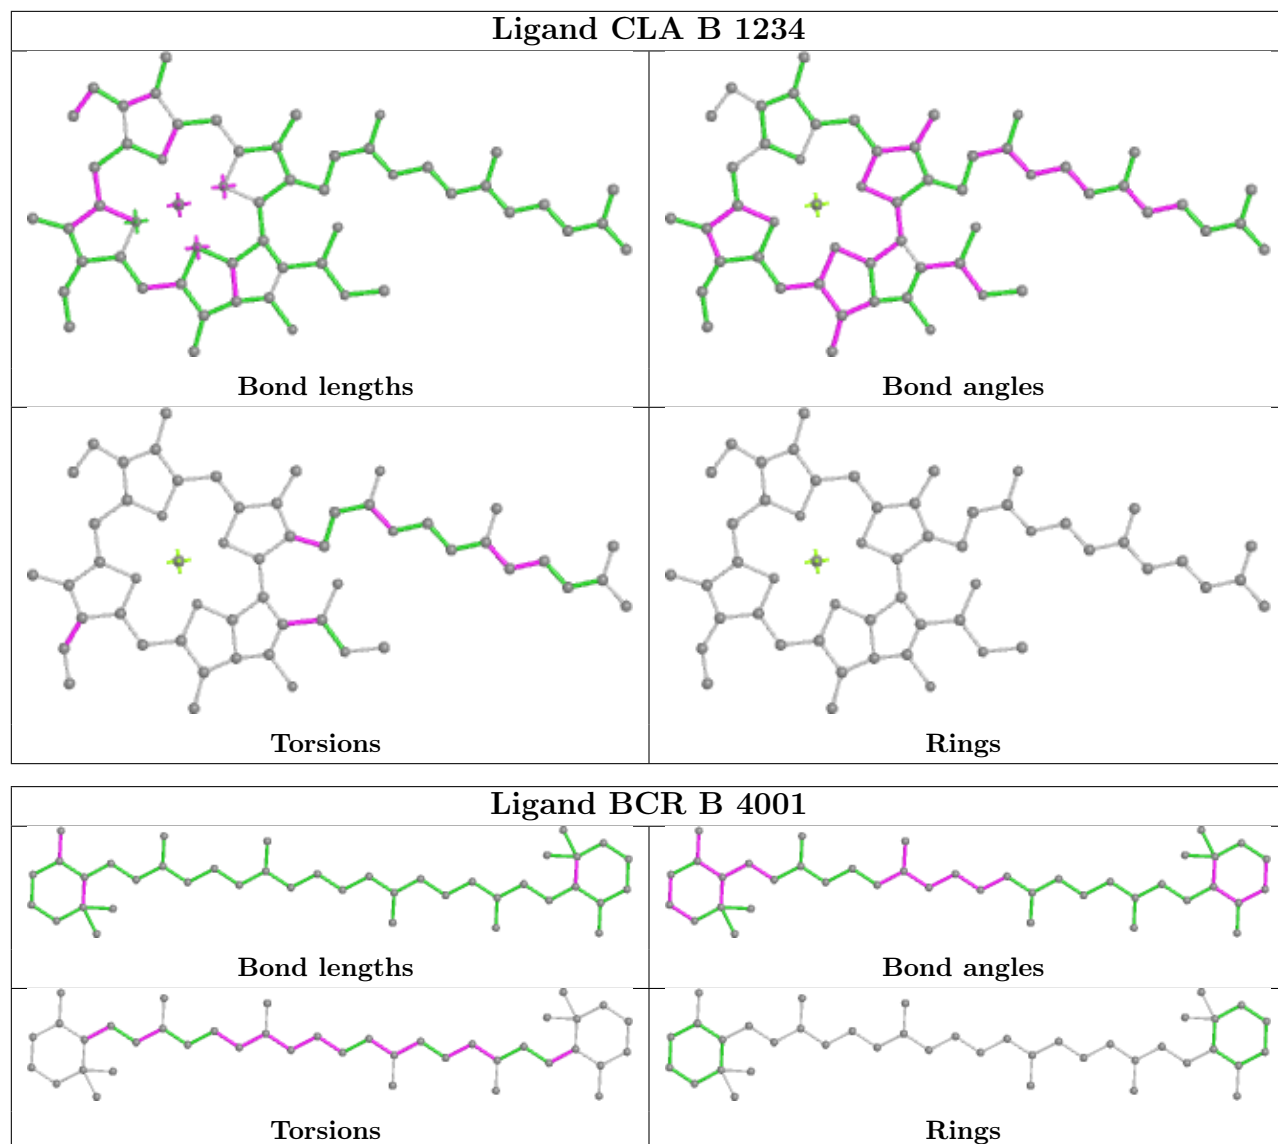 Ligand CLA B 1234
Bond lengths
Bond angles
Torsions
Rings
Ligand BCR B 4001
Bond lengths
Bond angles
Torsions
Rings